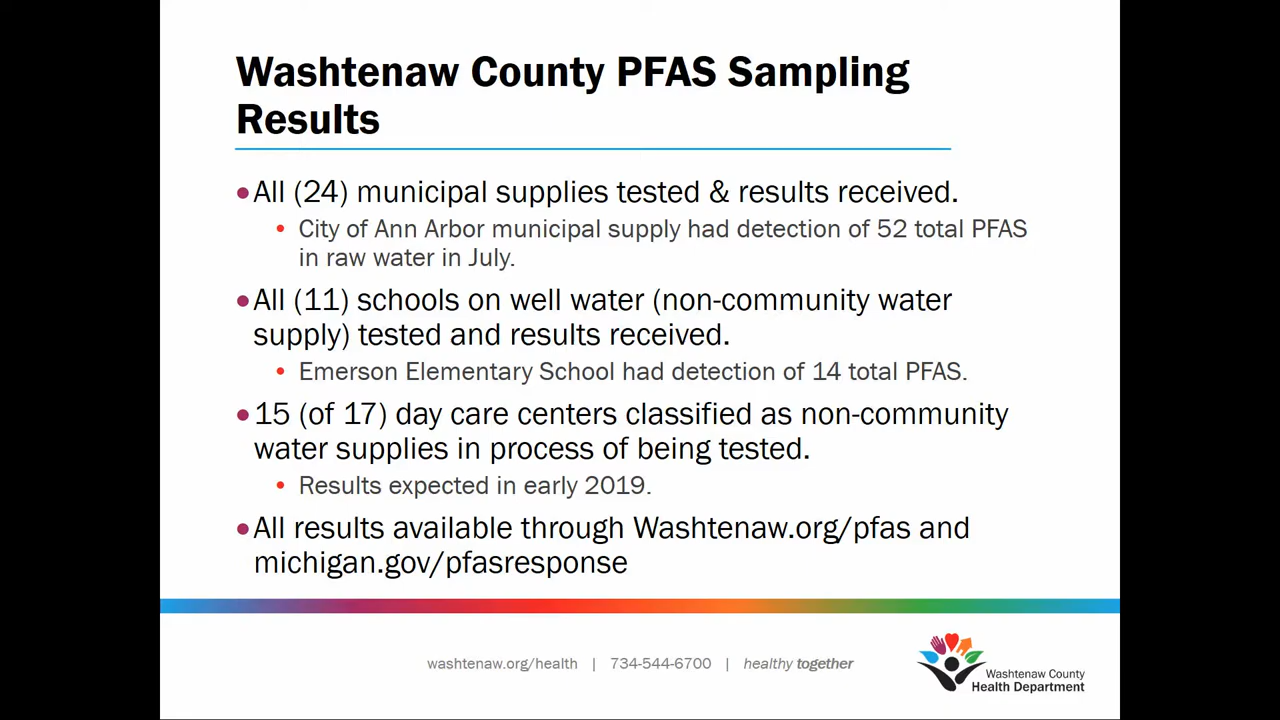 Washtenaw County PFAS Sampling
Results
•All (24) municipal supplies tested & results received.
• City of Ann Arbor municipal supply had detection of 52 total PFAS
in raw water in July.
•All (11) schools on well water (non-community water
supply) tested and results received.
• Emerson Elementary School had detection of 14 total PFAS.
•15 (of 17) day care centers classified as non-community
water supplies in process of being tested.
• Results expected in early 2019.
•All results available through Washtenaw.org/pfas and
michigan.gov/pfasresponse
washtenaw.org/health | 734-544-6700 | healthy together
Washtenaw County
Health Department